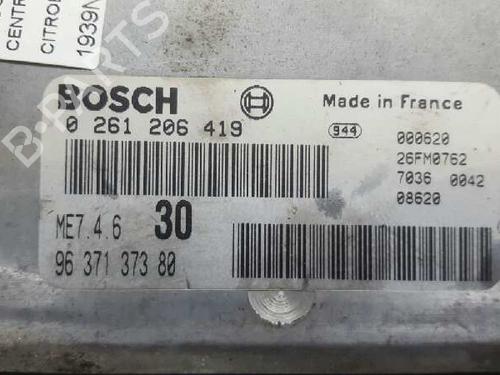 CENTR
CITROE
1939N
BOSCH
Made in France
0 261 206 419
944
000620
26FM0762
7036 0042
08620
ME7.4.6
30
96 371 373 80